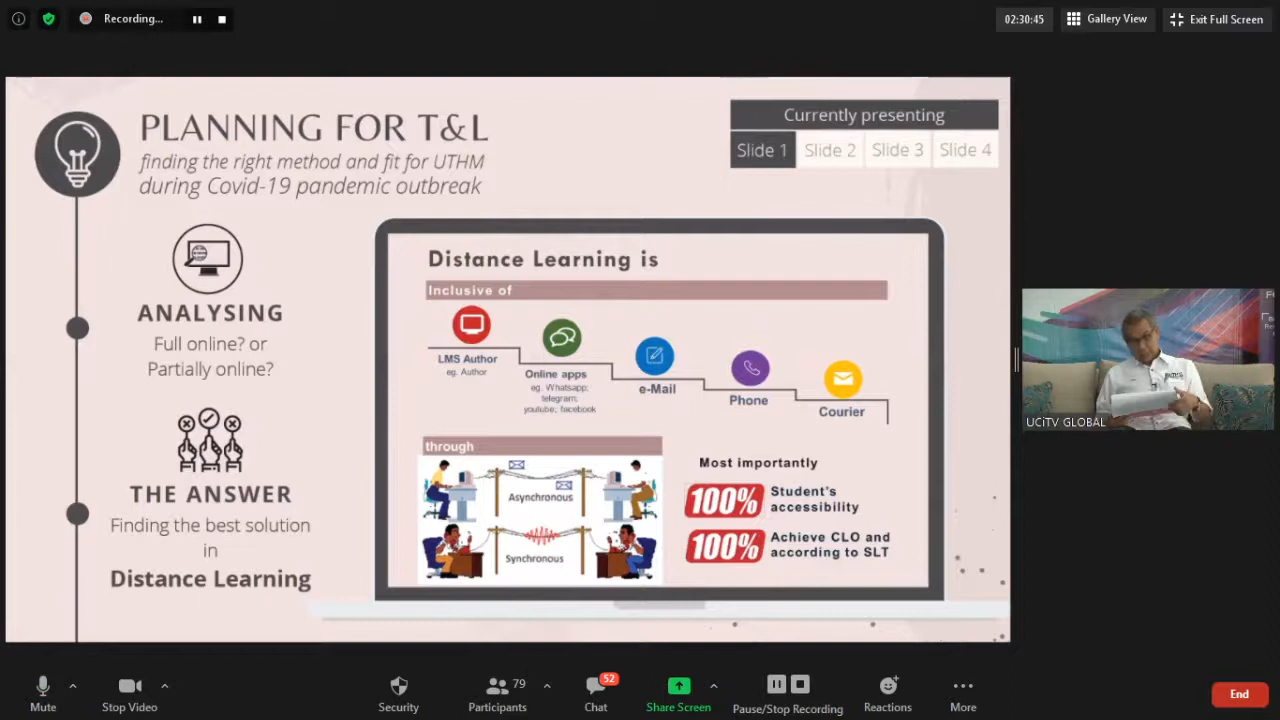 Recording...
02:30:45
Gallery View
Exit Full Screen
PLANNING FOR T&L
finding the right method and fit for UTHM
during Covid-19 pandemic outbreak
Currently presenting
Slide 1
Slide 2
Slide 3
Slide 4
ANALYSING
Full online? or
Partially online?
THE ANSWER
Finding the best solution
in
Distance Learning
Distance Learning is
Inclusive of
LMS Author
eg. Author
Online apps
eg. Whatsapp;
telegram;
youtube; facebook
e-Mail
Phone
Courier
through
Asynchronous
Synchronous
Most importantly
100%
Student's
accessibility
100%
Achieve CLO and
according to SLT
UCiTV GLOBAL
Mute
Stop Video
Security
79
Participants
52
Chat
Share Screen
Pause/Stop Recording
Reactions
More
End